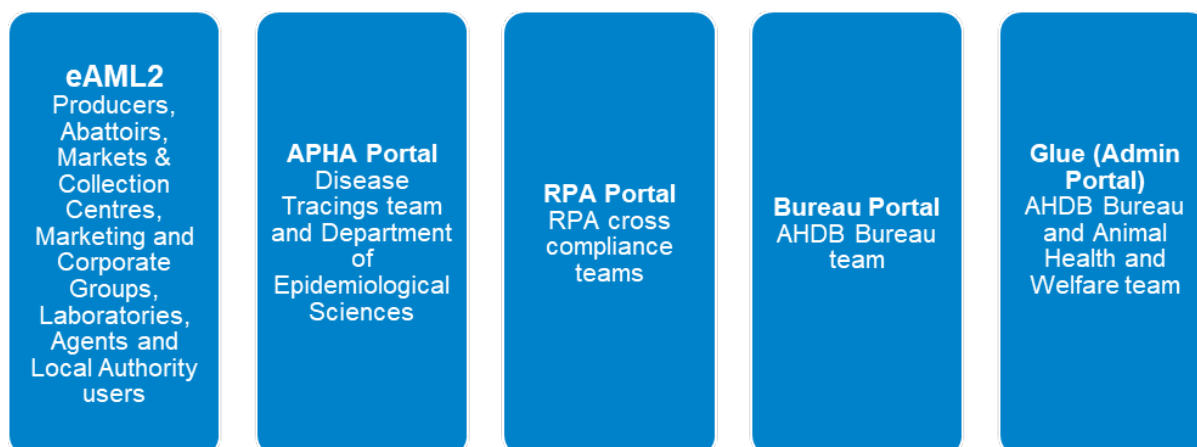 eAML2
Producers,
Abattoirs,
Markets &
Collection
Centres,
Marketing and
Corporate
Groups,
Laboratories,
Agents and
Local Authority
users
APHA Portal
Disease
Tracings team
and Department
of
Epidemiological
Sciences
RPA Portal
RPA cross
compliance
teams
Bureau Portal
AHDB Bureau
team
Glue (Admin
Portal)
AHDB Bureau
and Animal
Health and
Welfare team